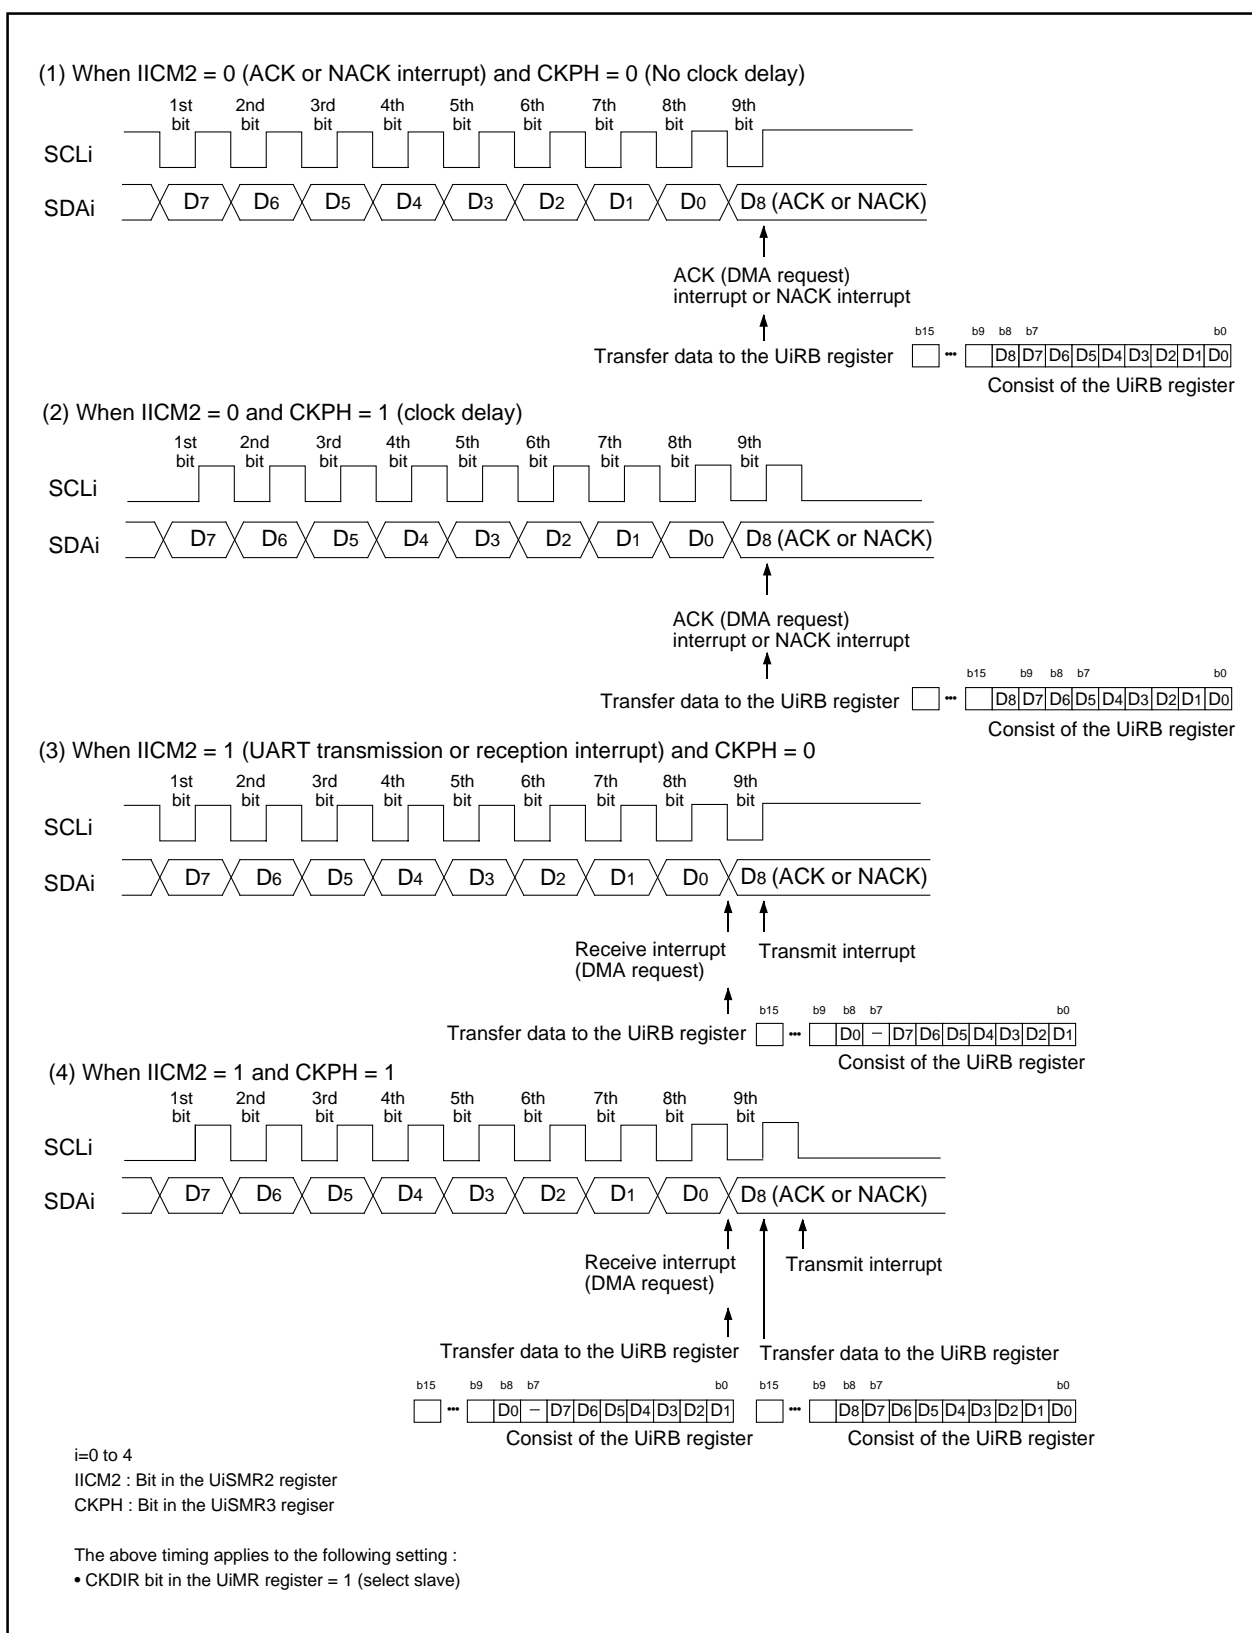 (1) When IICM2 = 0 (ACK or NACK interrupt) and CKPH = 0 (No clock delay)
1st bit 2nd bit 3rd bit 4th bit 5th bit 6th bit 7th bit 8th bit 9th bit
SCLi
SDAi D7 D6 D5 D4 D3 D2 D1 D0 D8 (ACK or NACK)
ACK (DMA request)
interrupt or NACK interrupt
b15 b9 b8 b7 b0
Transfer data to the UiRB register ••• D8 D7 D6 D5 D4 D3 D2 D1 D0
Consist of the UiRB register
(2) When IICM2 = 0 and CKPH = 1 (clock delay)
1st bit 2nd bit 3rd bit 4th bit 5th bit 6th bit 7th bit 8th bit 9th bit
SCLi
SDAi D7 D6 D5 D4 D3 D2 D1 D0 D8 (ACK or NACK)
ACK (DMA request)
interrupt or NACK interrupt
b15 b9 b8 b7 b0
Transfer data to the UiRB register ••• D8 D7 D6 D5 D4 D3 D2 D1 D0
Consist of the UiRB register
(3) When IICM2 = 1 (UART transmission or reception interrupt) and CKPH = 0
1st bit 2nd bit 3rd bit 4th bit 5th bit 6th bit 7th bit 8th bit 9th bit
SCLi
SDAi D7 D6 D5 D4 D3 D2 D1 D0 D8 (ACK or NACK)
Receive interrupt Transmit interrupt
(DMA request)
b15 b9 b8 b7 b0
Transfer data to the UiRB register ••• D0 – D7 D6 D5 D4 D3 D2 D1
Consist of the UiRB register
(4) When IICM2 = 1 and CKPH = 1
1st bit 2nd bit 3rd bit 4th bit 5th bit 6th bit 7th bit 8th bit 9th bit
SCLi
SDAi D7 D6 D5 D4 D3 D2 D1 D0 D8 (ACK or NACK)
Receive interrupt Transmit interrupt
(DMA request)
Transfer data to the UiRB register Transfer data to the UiRB register
b15 b9 b8 b7 b0 b15 b9 b8 b7 b0
••• D0 – D7 D6 D5 D4 D3 D2 D1 ••• D8 D7 D6 D5 D4 D3 D2 D1 D0
Consist of the UiRB register Consist of the UiRB register
i=0 to 4
IICM2 : Bit in the UiSMR2 register
CKPH : Bit in the UiSMR3 regiser
The above timing applies to the following setting :
• CKDIR bit in the UiMR register = 1 (select slave)